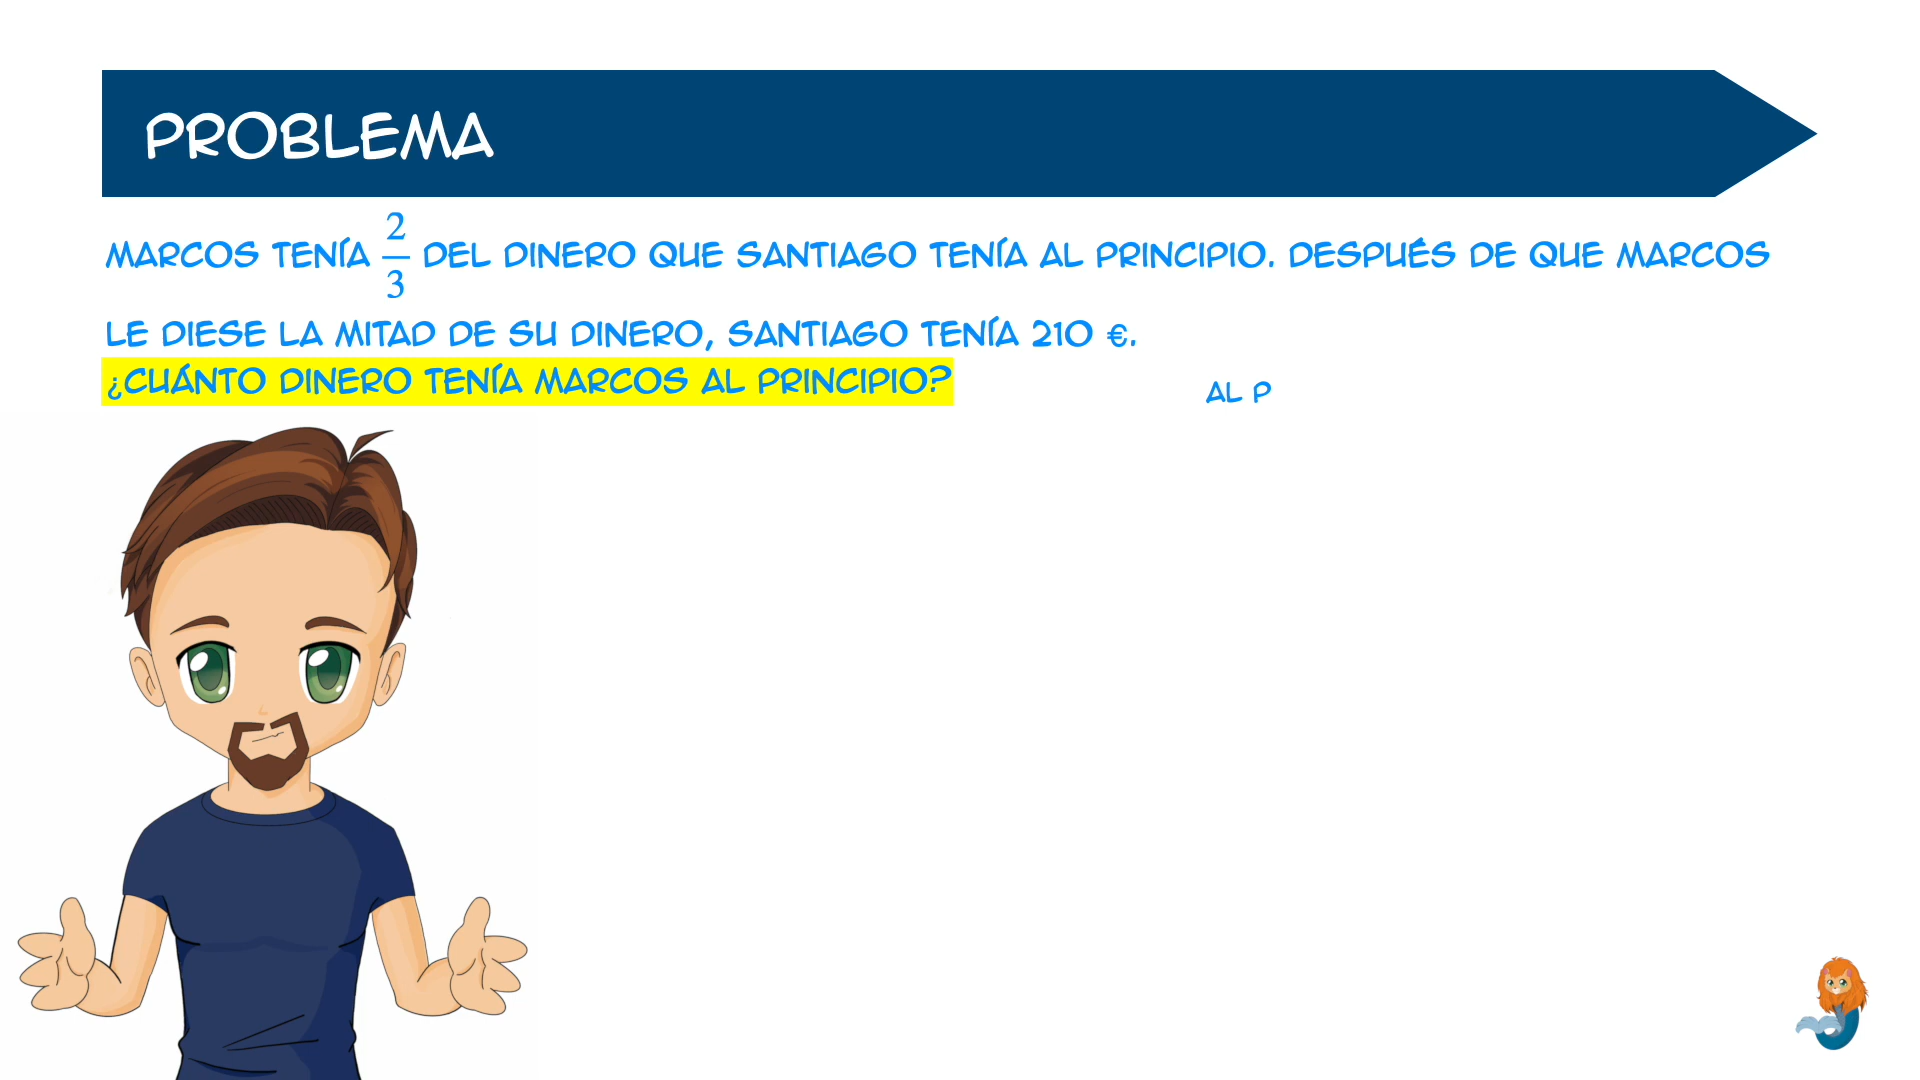 PROBLEMA
MARCOS TENÍA 2/3 DEL DINERO QUE SANTIAGO TENÍA AL PRINCIPIO. DESPUÉS DE QUE MARCOS
LE DIESE LA MITAD DE SU DINERO, SANTIAGO TENÍA 210 €.
¿CUÁNTO DINERO TENÍA MARCOS AL PRINCIPIO?
AL P